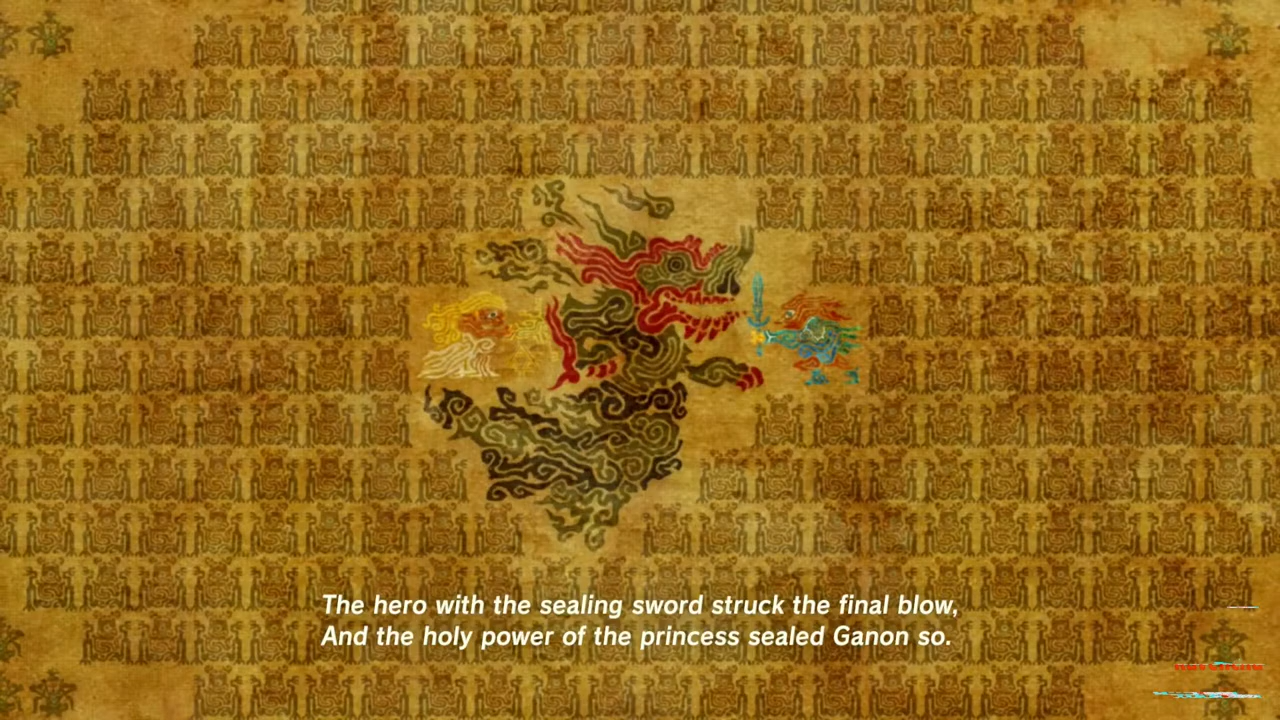 The hero with the sealing sword struck the final blow,
And the holy power of the princess sealed Ganon so.